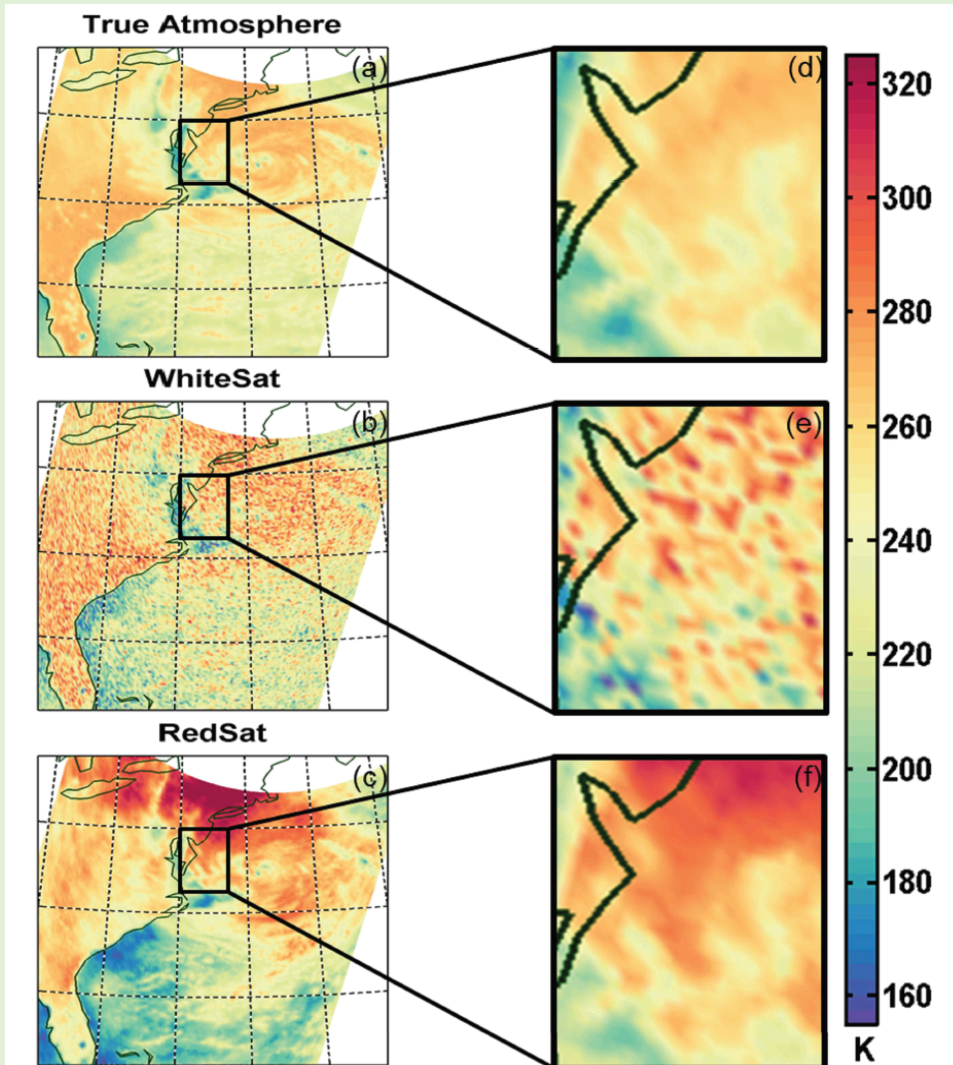 True Atmosphere
(a)
(d)
WhiteSat
(b)
(e)
RedSat
(c)
(f)
320
300
280
260
240
220
200
180
160
K